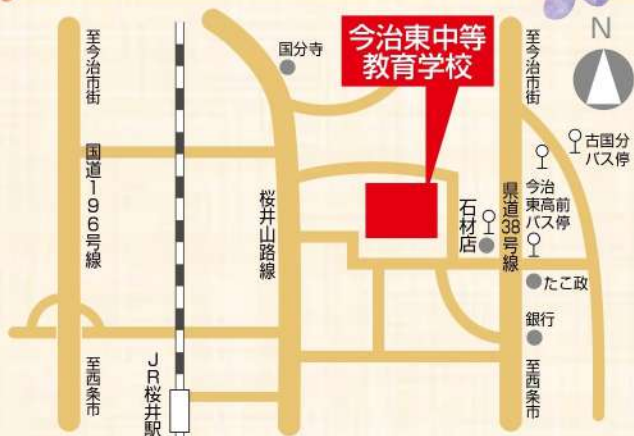 至今治市街
国分寺
今治東中等
教育学校
至今治市街
N
古国分
バス停
国道196号線
桜井山路線
石材店
県道38号線
今治
東高前
バス停
たこ政
銀行
至西条市
JR桜井駅
至西条市